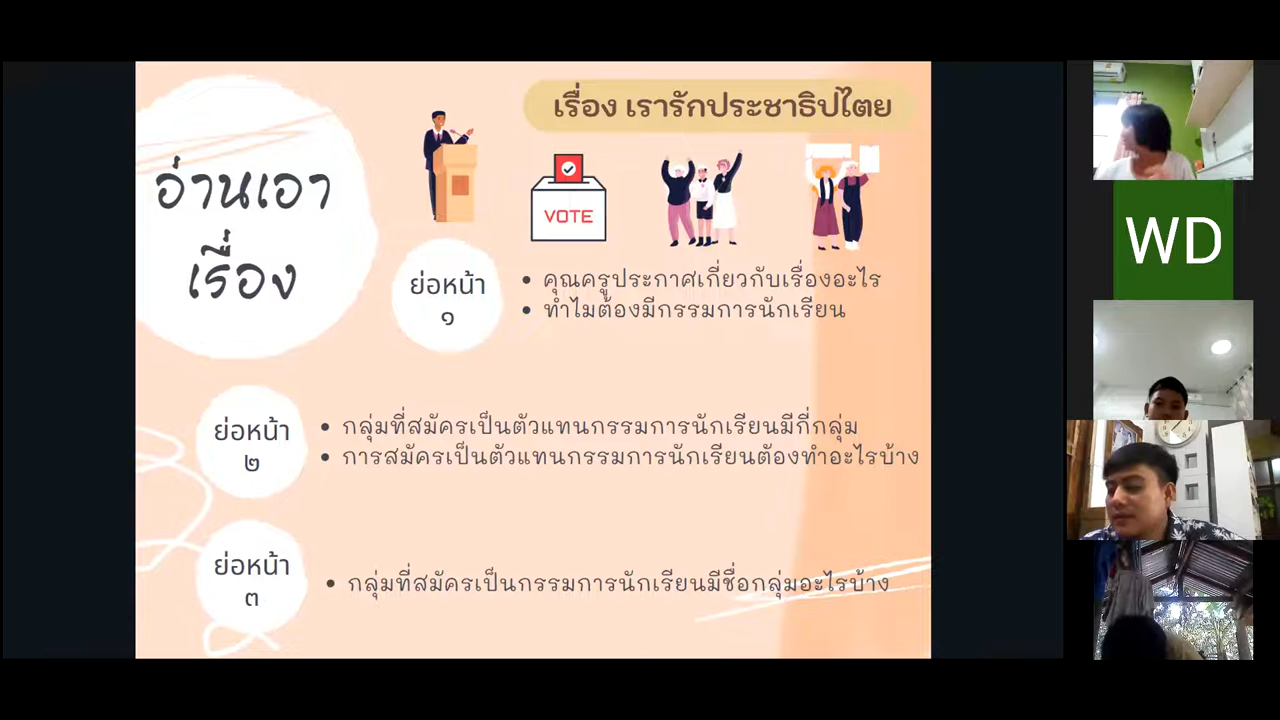 เรื่อง เรารักประชาธิปไตย
อ่านเอา
เรื่อง
VOTE
ย่อหน้า
๑
• คุณครูประกาศเกี่ยวกับเรื่องอะไร
• ทำไมต้องมีกรรมการนักเรียน
ย่อหน้า
๒
• กลุ่มที่สมัครเป็นตัวแทนกรรมการนักเรียนมีกี่กลุ่ม
• การสมัครเป็นตัวแทนกรรมการนักเรียนต้องทำอะไรบ้าง
ย่อหน้า
๓
• กลุ่มที่สมัครเป็นกรรมการนักเรียนมีชื่อกลุ่มอะไรบ้าง
WD